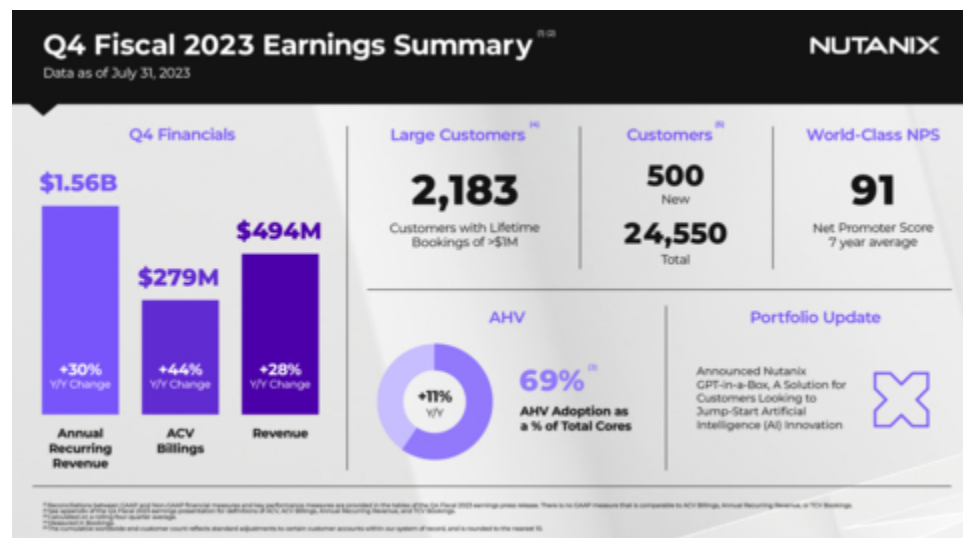 Q4 Fiscal 2023 Earnings Summary
NUTANIX
Data as of July 31, 2023
Q4 Financials
$1.56B
$279M
$494M
+30%
Y/Y Change
+44%
Y/Y Change
+28%
Y/Y Change
Annual
Recurring
Revenue
ACV
Billings
Revenue
Large Customers
2,183
Customers with Lifetime
Bookings of >$1M
Customers
500
New
24,550
Total
World-Class NPS
91
Net Promoter Score
7 year average
AHV
+11%
Y/Y
69%
AHV Adoption as
a % of Total Cores
Portfolio Update
Announced Nutanix
GPT-in-a-Box, A Solution for
Customers Looking to
Jump-Start Artificial
Intelligence (AI) Innovation